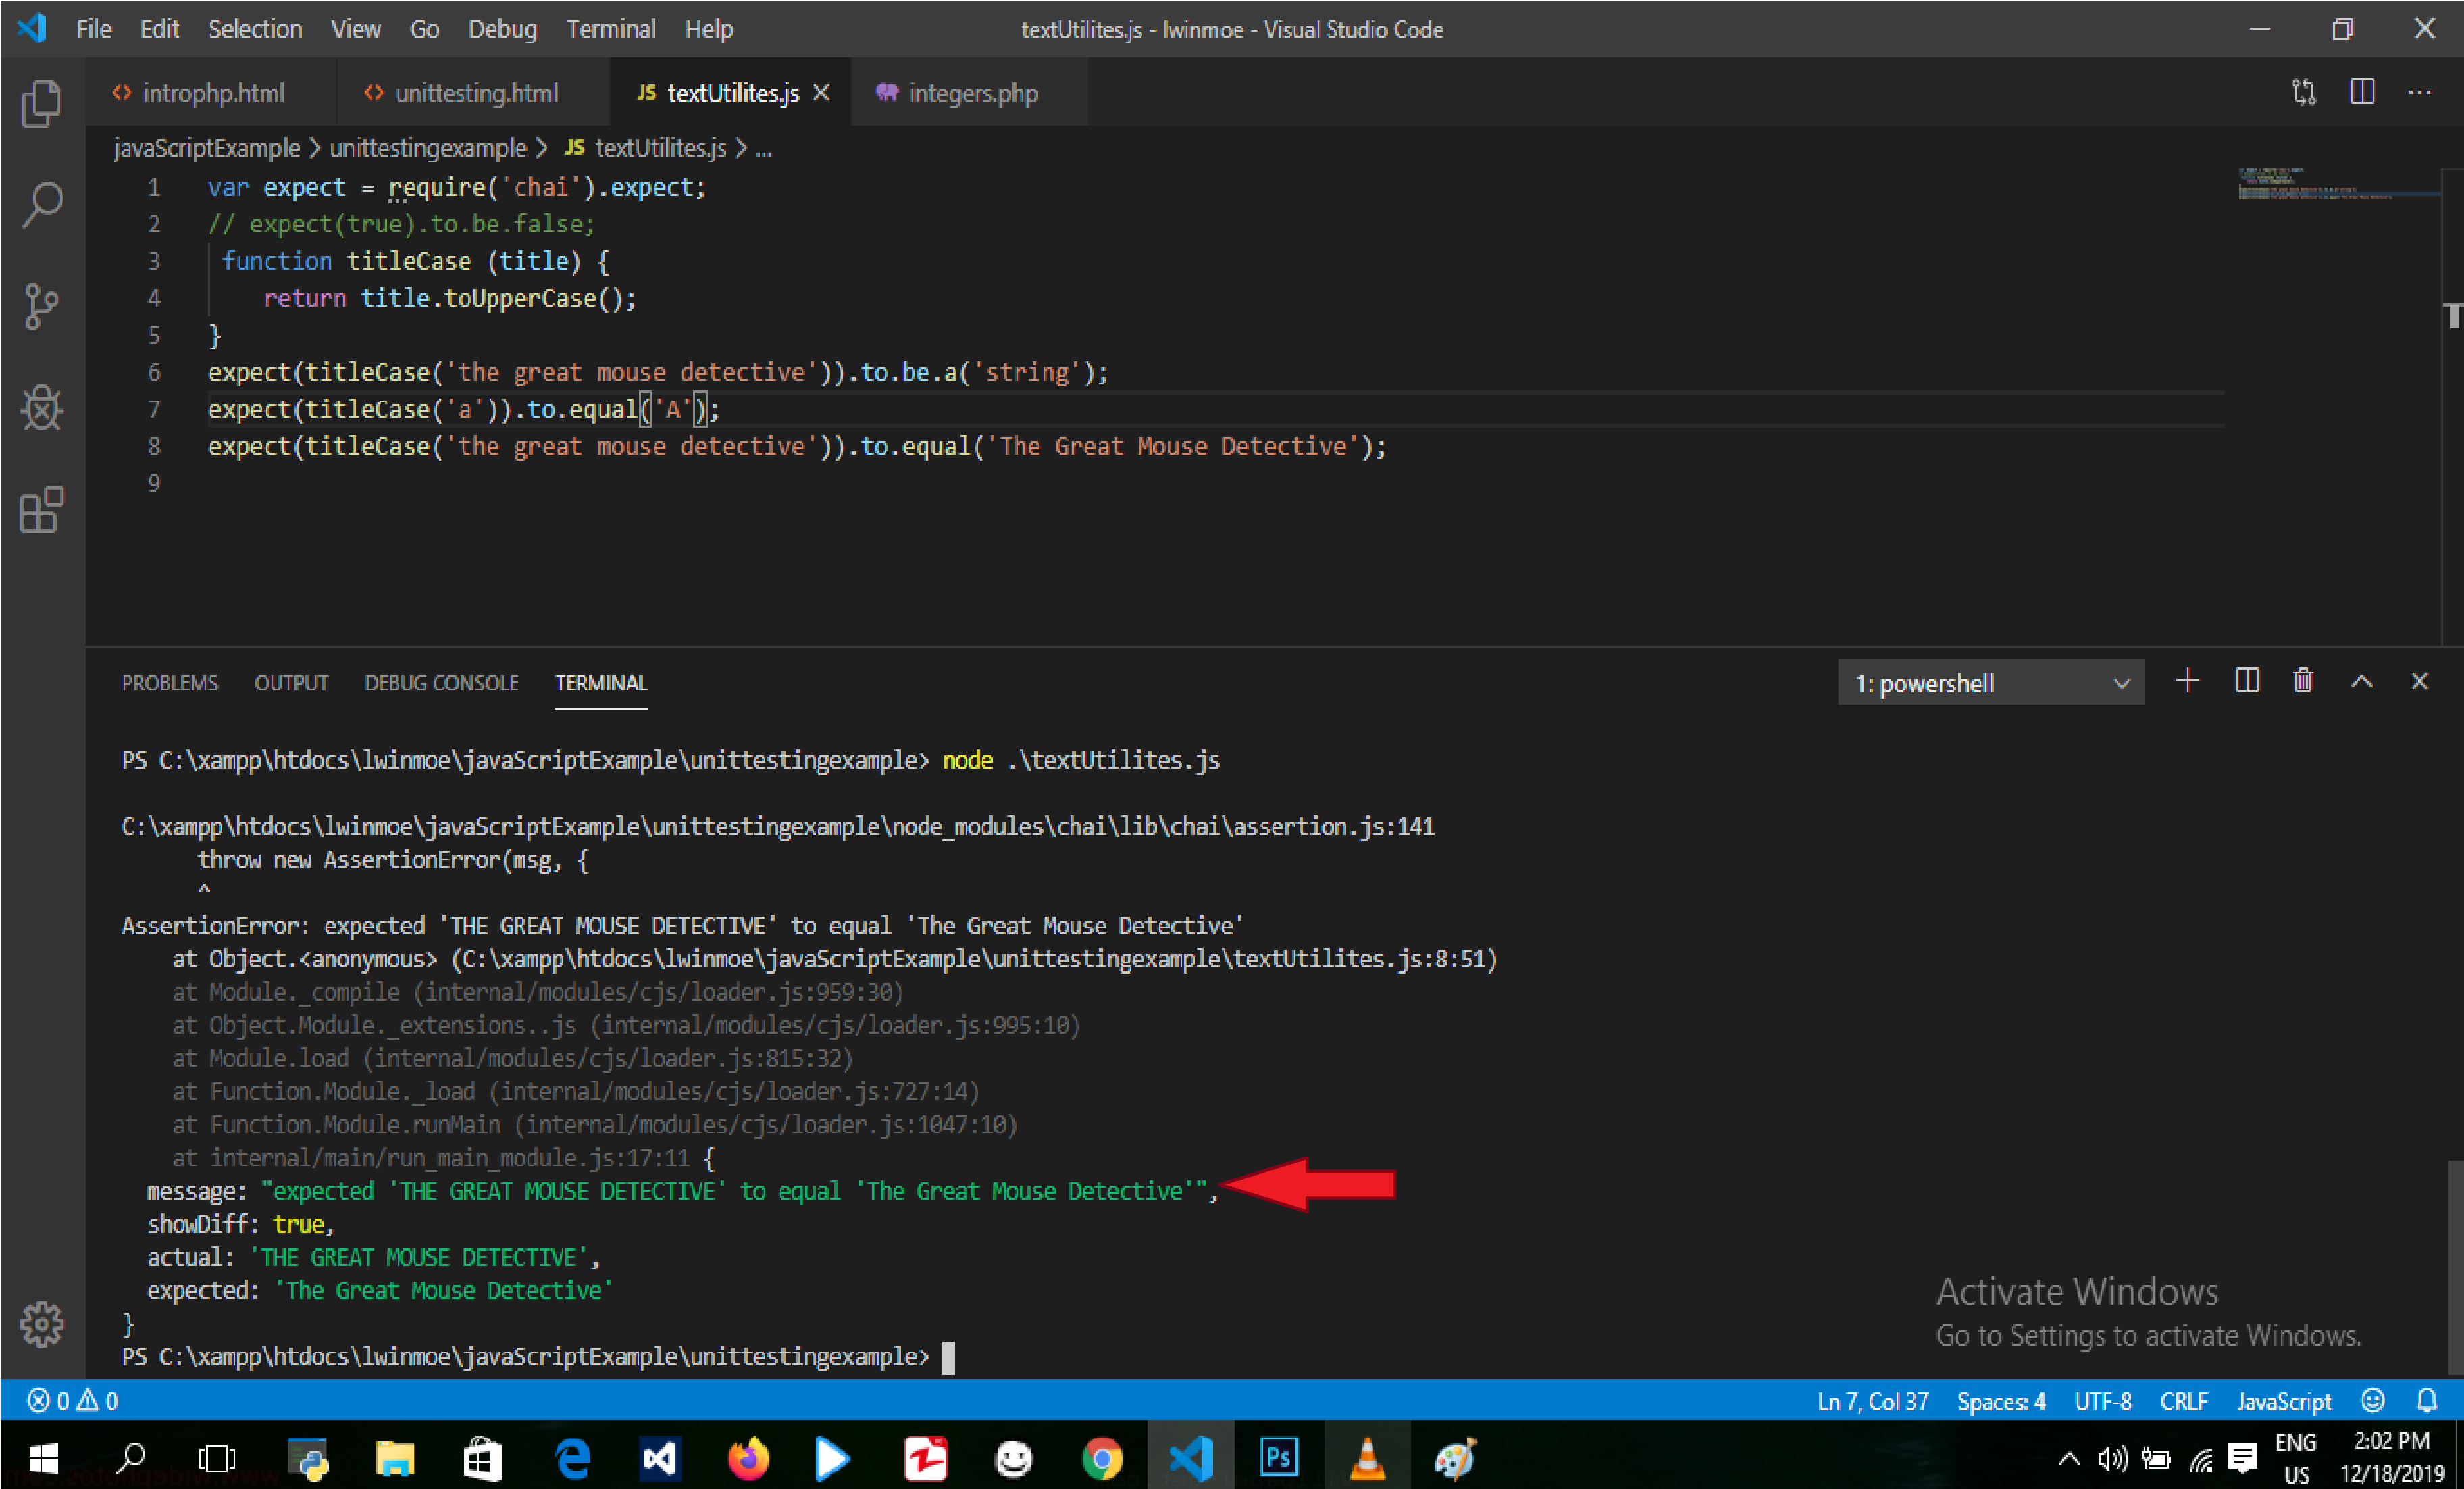 File Edit Selection View Go Debug Terminal Help textUtilites.js - lwinmoe - Visual Studio Code
introphp.html unittesting.html JS textUtilites.js integers.php
javaScriptExample > unittestingexample > JS textUtilites.js > ...
1 var expect = require('chai').expect;
2 // expect(true).to.be.false;
3 function titleCase (title) {
4 return title.toUpperCase();
5 }
6 expect(titleCase('the great mouse detective')).to.be.a('string');
7 expect(titleCase('a')).to.equal('A');
8 expect(titleCase('the great mouse detective')).to.equal('The Great Mouse Detective');
9
PROBLEMS OUTPUT DEBUG CONSOLE TERMINAL 1: powershell
PS C:\xampp\htdocs\lwinmoe\javaScriptExample\unittestingexample> node .\textUtilites.js
C:\xampp\htdocs\lwinmoe\javaScriptExample\unittestingexample\node_modules\chai\lib\chai\assertion.js:141
throw new AssertionError(msg, {
^
AssertionError: expected 'THE GREAT MOUSE DETECTIVE' to equal 'The Great Mouse Detective'
at Object.<anonymous> (C:\xampp\htdocs\lwinmoe\javaScriptExample\unittestingexample\textUtilites.js:8:51)
at Module._compile (internal/modules/cjs/loader.js:959:30)
at Object.Module._extensions..js (internal/modules/cjs/loader.js:995:10)
at Module.load (internal/modules/cjs/loader.js:815:32)
at Function.Module._load (internal/modules/cjs/loader.js:727:14)
at Function.Module.runMain (internal/modules/cjs/loader.js:1047:10)
at internal/main/run_main_module.js:17:11 {
message: "expected 'THE GREAT MOUSE DETECTIVE' to equal 'The Great Mouse Detective'",
showDiff: true,
actual: 'THE GREAT MOUSE DETECTIVE',
expected: 'The Great Mouse Detective'
}
PS C:\xampp\htdocs\lwinmoe\javaScriptExample\unittestingexample>
Activate Windows
Go to Settings to activate Windows.
0 0 Ln 7, Col 37 Spaces: 4 UTF-8 CRLF JavaScript
Ps ENG 2:02 PM
US 12/18/2019